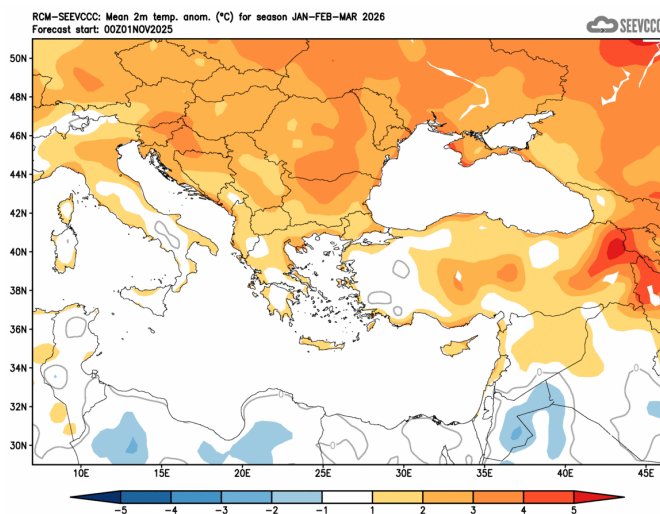 RCM-SEEVCCC: Mean 2m temp. anom. (°C) for season JAN-FEB-MAR 2026
Forecast start: 00Z01NOV2025
SEEVCCC
50N
48N
46N
44N
42N
40N
38N
36N
34N
32N
30N
10E 15E 20E 25E 30E 35E 40E 45E
-5 -4 -3 -2 -1 1 2 3 4 5